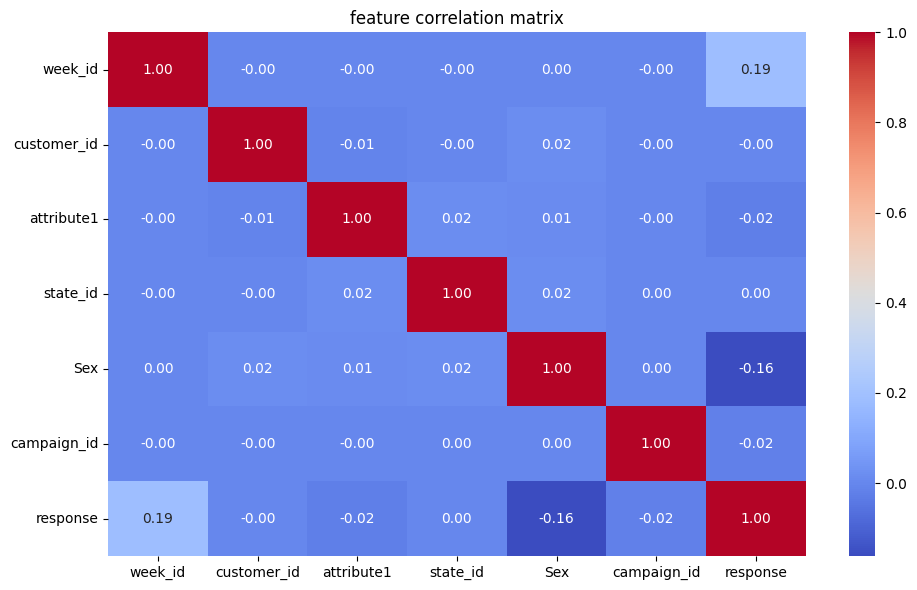 feature correlation matrix
week_id 1.00 -0.00 -0.00 -0.00 0.00 -0.00 0.19
customer_id -0.00 1.00 -0.01 -0.00 0.02 -0.00 -0.00
attribute1 -0.00 -0.01 1.00 0.02 0.01 -0.00 -0.02
state_id -0.00 -0.00 0.02 1.00 0.02 0.00 0.00
Sex 0.00 0.02 0.01 0.02 1.00 0.00 -0.16
campaign_id -0.00 -0.00 -0.00 0.00 0.00 1.00 -0.02
response 0.19 -0.00 -0.02 0.00 -0.16 -0.02 1.00
week_id customer_id attribute1 state_id Sex campaign_id response
1.0
0.8
0.6
0.4
0.2
0.0